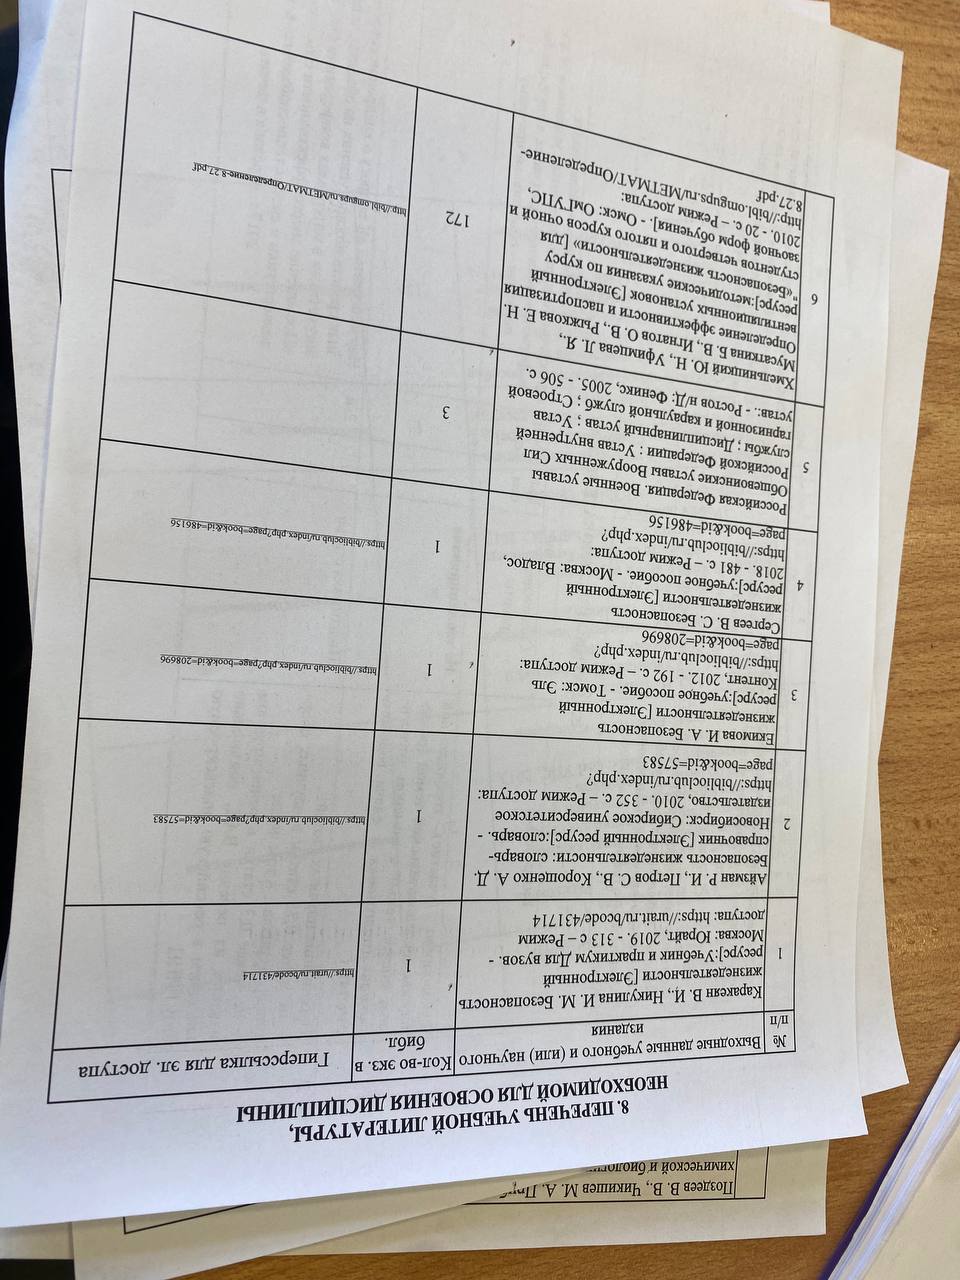 8. ПЕРЕЧЕНЬ УЧЕБНОЙ ЛИТЕРАТУРЫ,
НЕОБХОДИМОЙ ДЛЯ ОСВОЕНИЯ ДИСЦИПЛИНЫ
№
п/п
Выходные данные учебного и (или) научного
издания
Кол-во экз. в
библ.
Гиперссылка для эл. доступа
1
Каракеян В. И., Никулина И. М. Безопасность
жизнедеятельности [Электронный
ресурс]:Учебник и практикум Для вузов. -
Москва: Юрайт, 2019. - 313 с – Режим
доступа: https://urait.ru/bcode/431714
1
https://urait.ru/bcode/431714
2
Айзман Р. И., Петров С. В., Корощенко А. Д.
Безопасность жизнедеятельности: словарь-
справочник [Электронный ресурс]:словарь. -
Новосибирск: Сибирское университетское
издательство, 2010. - 352 с. – Режим доступа:
https://biblioclub.ru/index.php?
page=book&id=57583
1
https://biblioclub.ru/index.php?page=book&id=57583
3
Екимова И. А. Безопасность
жизнедеятельности [Электронный
ресурс]:учебное пособие. - Томск: Эль
Контент, 2012. - 192 с. – Режим доступа:
https://biblioclub.ru/index.php?
page=book&id=208696
1
https://biblioclub.ru/index.php?page=book&id=208696
4
Сергеев В. С. Безопасность
жизнедеятельности [Электронный
ресурс]:учебное пособие. - Москва: Владос,
2018. - 481 с. – Режим доступа:
https://biblioclub.ru/index.php?
page=book&id=486156
1
https://biblioclub.ru/index.php?page=book&id=486156
5
Российская Федерация. Военные уставы
Общевоинские уставы Вооруженных Сил
Российской Федерации : Устав внутренней
службы ; Дисциплинарный устав ; Устав
гарнизонной и караульной служб ; Строевой
устав:. - Ростов н/Д: Феникс, 2005. - 506 с.
3
6
Хмельницкий Ю. Н., Уфимцева Л. Я.,
Мусаткина Б. В., Игнатов О. В., Рыжкова Е. Н.
Определение эффективности и паспортизация
вентиляционных установок [Электронный
ресурс]:методические указания по курсу
"«Безопасность жизнедеятельности» [для
студентов четвертого и пятого курсов очной и
заочной форм обучения]. - Омск: ОмГУПС,
2010. - 20 с. – Режим доступа:
http://bibl.omgups.ru/МЕТМАТ/Определение-
8.27.pdf
172
http://bibl.omgups.ru/МЕТМАТ/Определение-8.27.pdf
Поздеев В. В., Чикишев М. А.
химической и